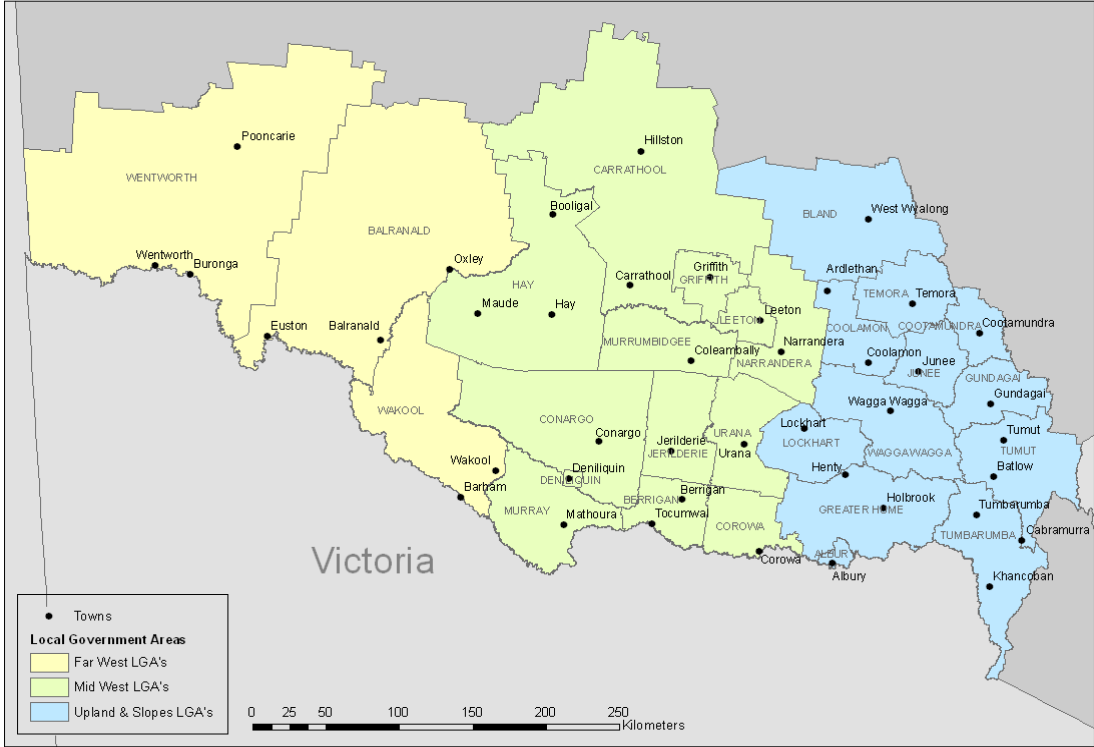 Pooncarie
WENTWORTH
Wentworth
Buronga
BALRANALD
Oxley
Euston
Balranald
WAKOOL
Wakool
Barham
Hillston
CARRATHOOL
Booligal
HAY
Carrathool
Griffith
GRIFFITH
Maude
Hay
LEETON
Leeton
MURRUMBIDGEE
Coleambally
Narrandera
NARRANDERA
CONARGO
Conargo
Jerilderie
JERILDERIE
URANA
Urana
Deniliquin
DENILIQUIN
BERRIGAN
Berrigan
MURRAY
Mathoura
Tocumwal
COROWA
Corowa
BLAND
West Wyalong
Ardlethan
TEMORA
Temora
COOLAMON
COOTAMUNDRA
Cootamundra
Coolamon
Junee
JUNEE
GUNDAGAI
Gundagai
Wagga Wagga
Lockhart
LOCKHART
WAGGA WAGGA
Tumut
TUMUT
Batlow
Henty
Holbrook
GREATER HOME
Tumbarumba
TUMBARUMBA
Cabramurra
ALBURY
Albury
Khancoban
Victoria
Towns
Local Government Areas
Far West LGA's
Mid West LGA's
Upland & Slopes LGA's
0 25 50 100 150 200 250
Kilometers